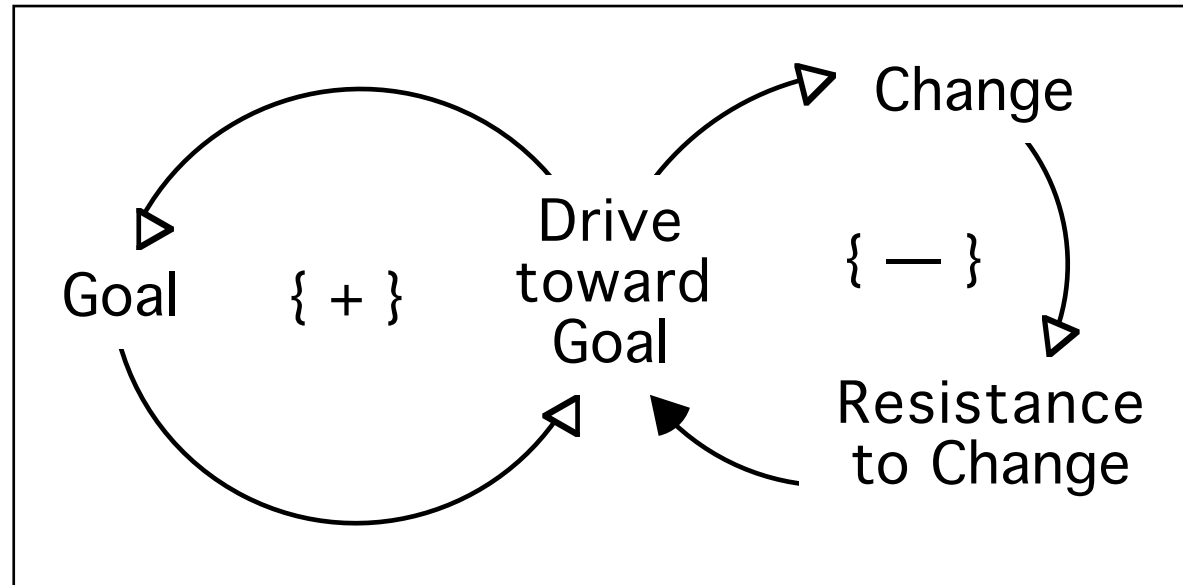 Change
Drive
toward
Goal
Goal
{ + }
{ — }
Resistance
to Change